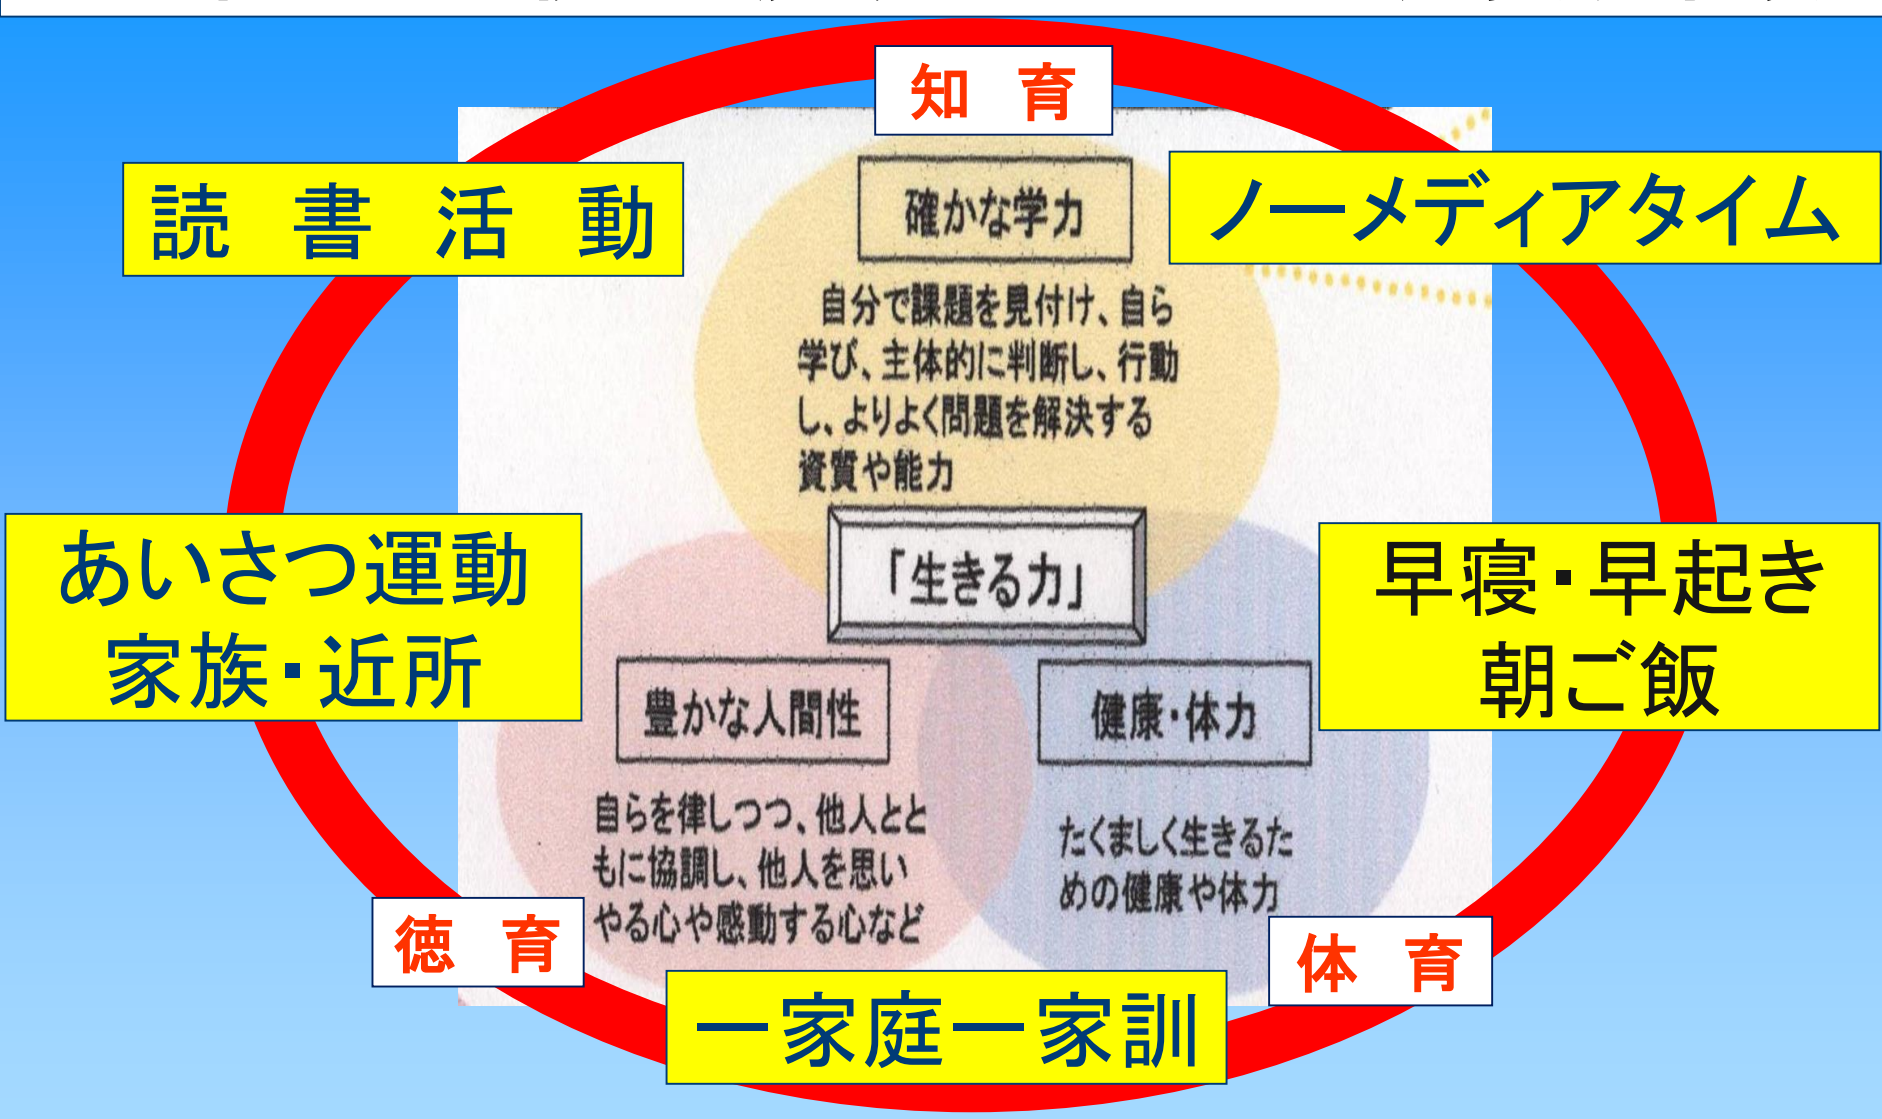 知　育
読　書　活　動
ノーメディアタイム
確かな学力
自分で課題を見付け、自ら
学び、主体的に判断し、行動
し、よりよく問題を解決する
資質や能力
「生きる力」
あいさつ運動
家族・近所
早寝・早起き
朝ご飯
豊かな人間性
自らを律しつつ、他人とと
もに協調し、他人を思い
やる心や感動する心など
健康・体力
たくましく生きるた
めの健康や体力
徳　育
体　育
一家庭一家訓